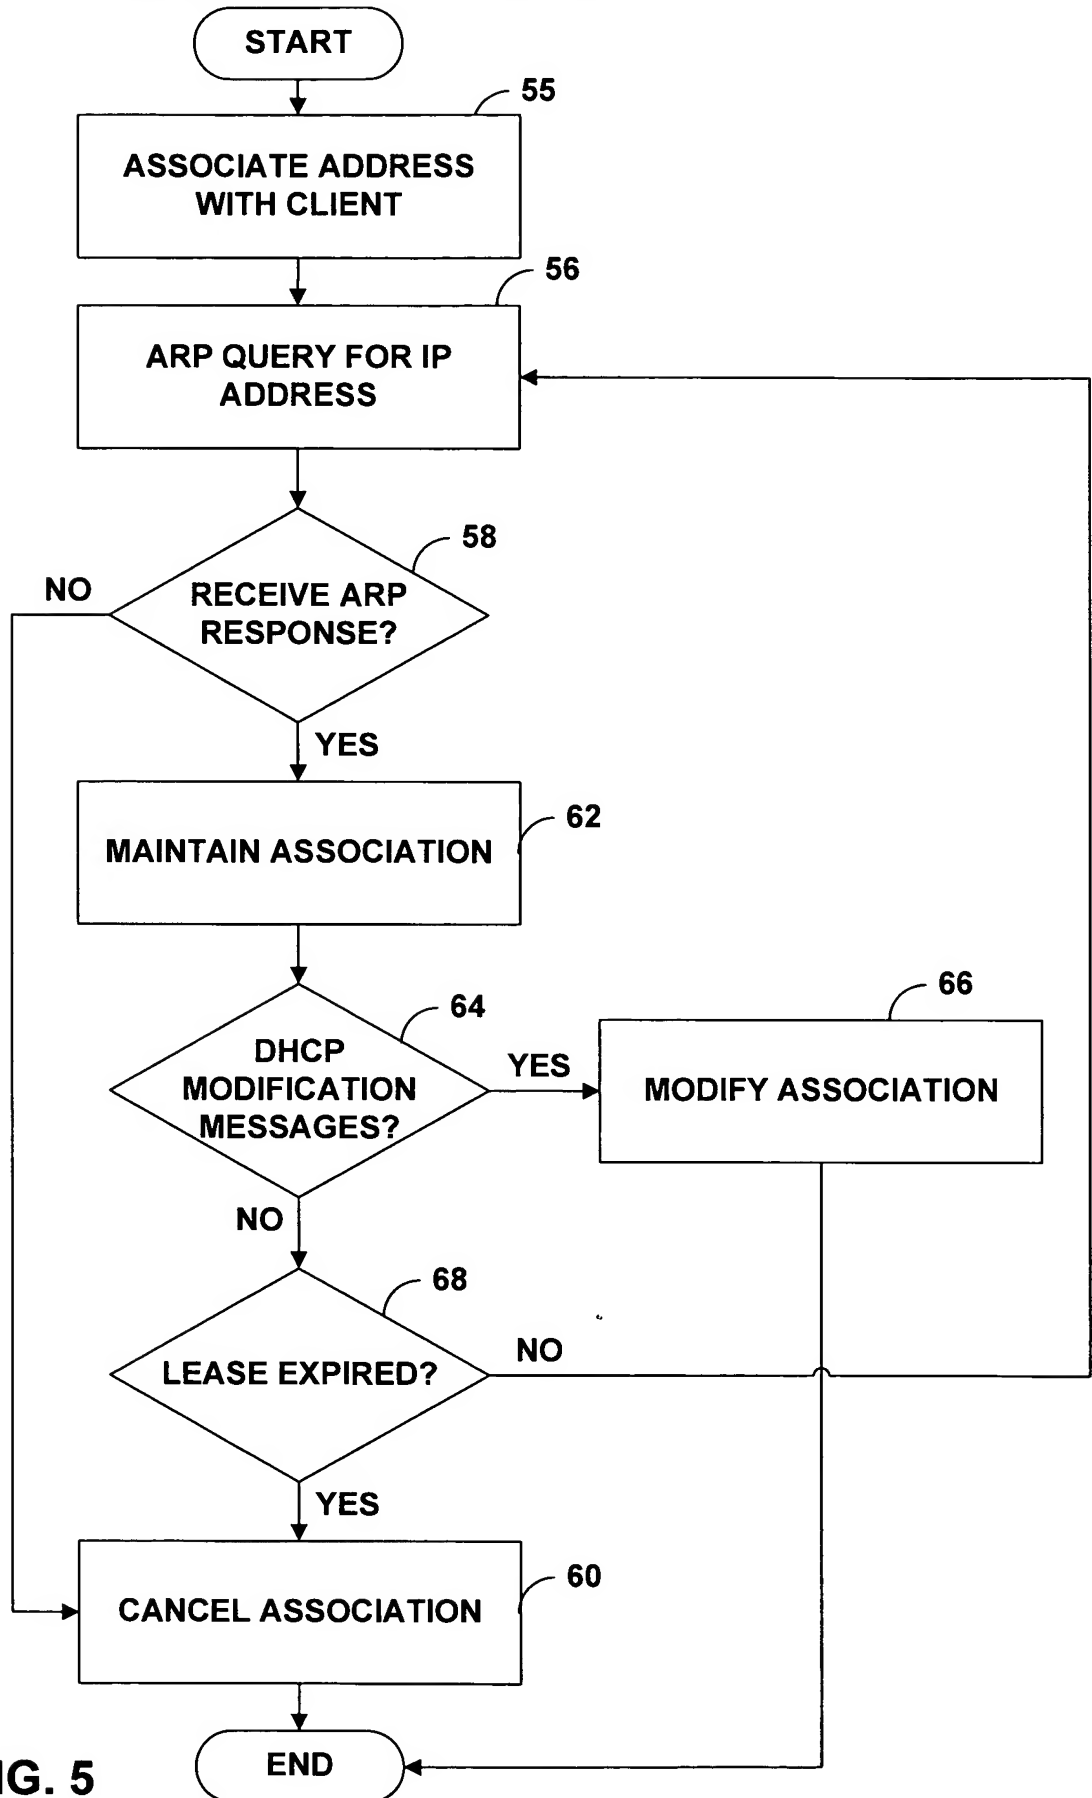 START
55
ASSOCIATE ADDRESS
WITH CLIENT
56
ARP QUERY FOR IP
ADDRESS
58
NO
RECEIVE ARP
RESPONSE?
YES
62
MAINTAIN ASSOCIATION
64
66
DHCP
MODIFICATION
MESSAGES?
YES
MODIFY ASSOCIATION
NO
68
LEASE EXPIRED?
NO
YES
60
CANCEL ASSOCIATION
END
IG. 5